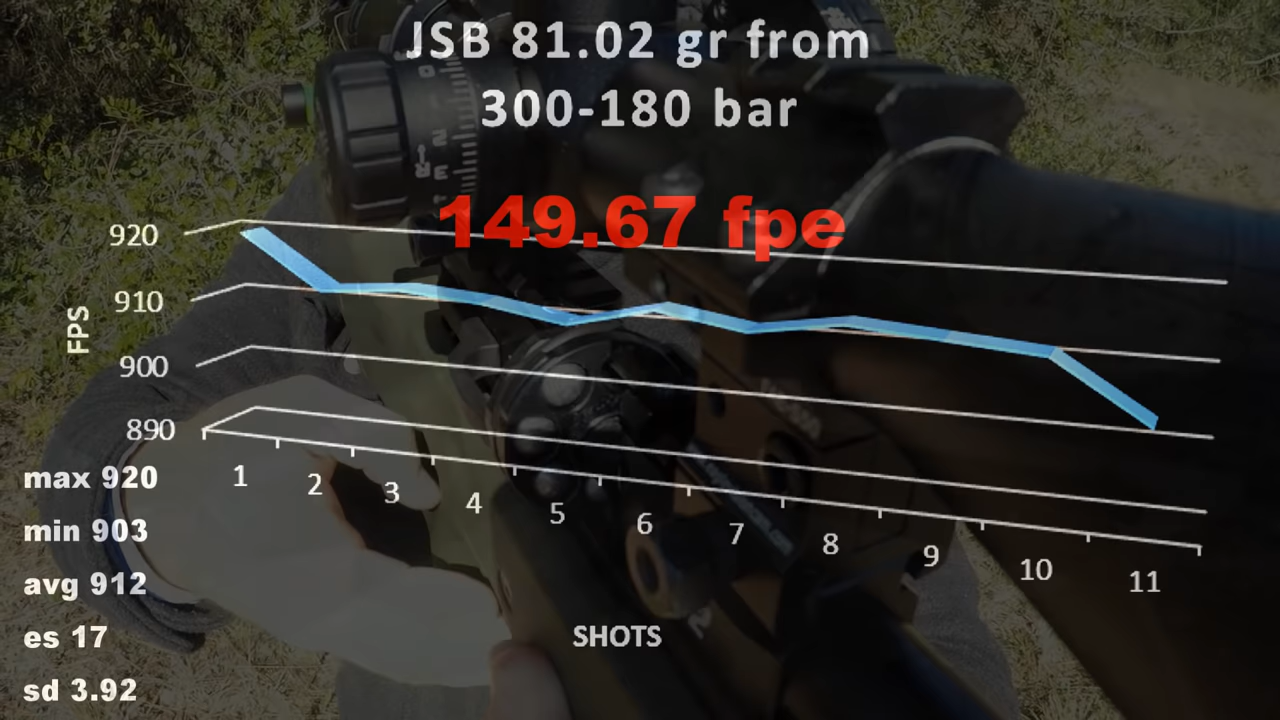 JSB 81.02 gr from
300-180 bar
149.67 fpe
920
910
900
890
FPS
1 2 3 4 5 6 7 8 9 10 11
SHOTS
max 920
min 903
avg 912
es 17
sd 3.92